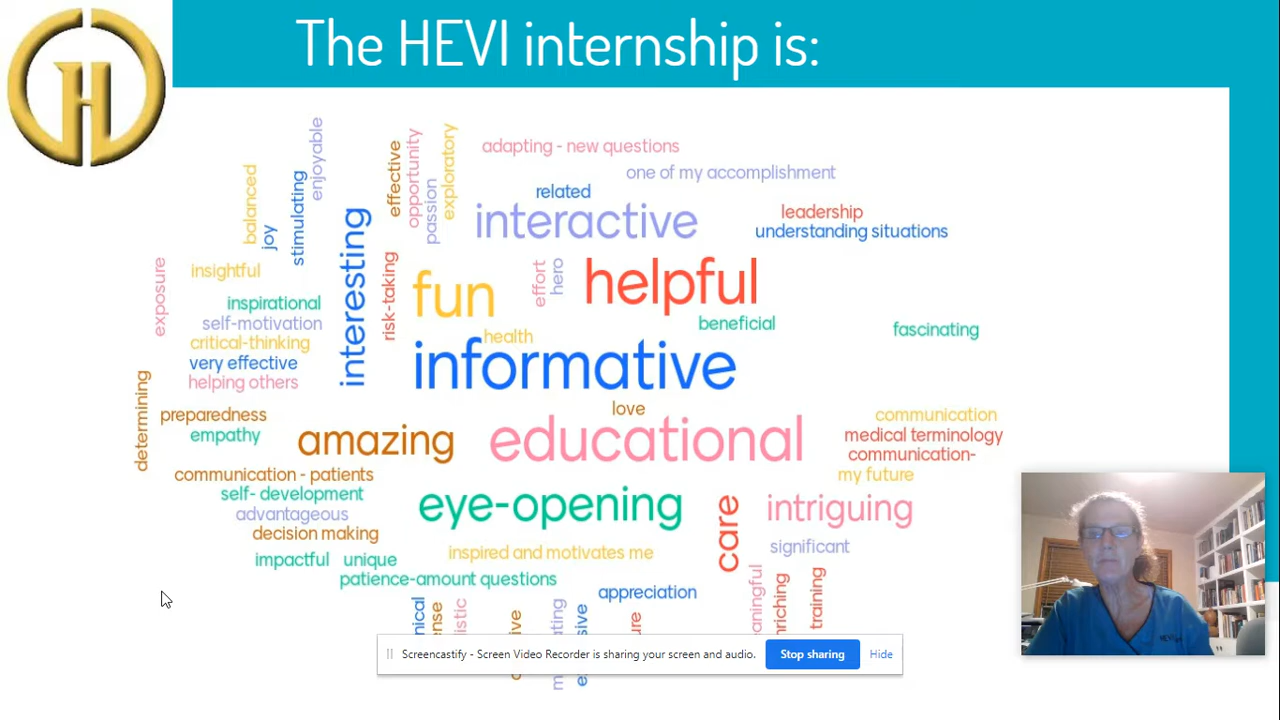 The HEVI internship is:
enjoyable
effective
opportunity
exploratory
adapting - new questions
balanced
joy
stimulating
passion
one of my accomplishment
related
interactive
leadership
understanding situations
interesting
exposure
insightful
risk-taking
fun
effort
hero
helpful
inspirational
self-motivation
critical-thinking
very effective
helping others
health
beneficial
fascinating
informative
determining
preparedness
empathy
amazing
love
educational
communication
medical terminology
communication-
my future
communication - patients
self- development
advantageous
decision making
eye-opening
care
intriguing
significant
impactful
unique
inspired and motivates me
patience-amount questions
appreciation
training
Screencastify - Screen Video Recorder is sharing your screen and audio.
Stop sharing
Hide